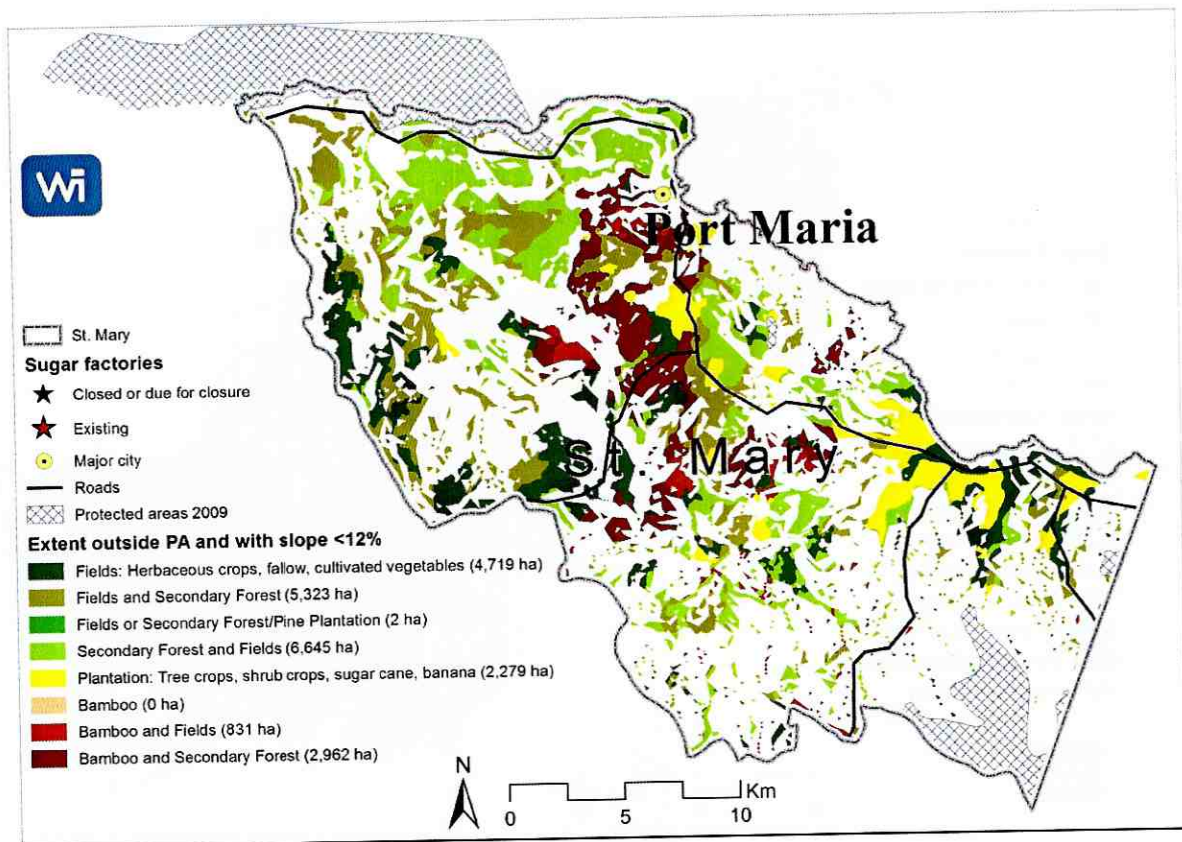 Wi
Port Maria
St. Mary
St. Mary
Sugar factories
Closed or due for closure
Existing
Major city
Roads
Protected areas 2009
Extent outside PA and with slope <12%
Fields: Herbaceous crops, fallow, cultivated vegetables (4,719 ha)
Fields and Secondary Forest (5,323 ha)
Fields or Secondary Forest/Pine Plantation (2 ha)
Secondary Forest and Fields (6,645 ha)
Plantation: Tree crops, shrub crops, sugar cane, banana (2,279 ha)
Bamboo (0 ha)
Bamboo and Fields (831 ha)
Bamboo and Secondary Forest (2,962 ha)
N
Km
0 5 10